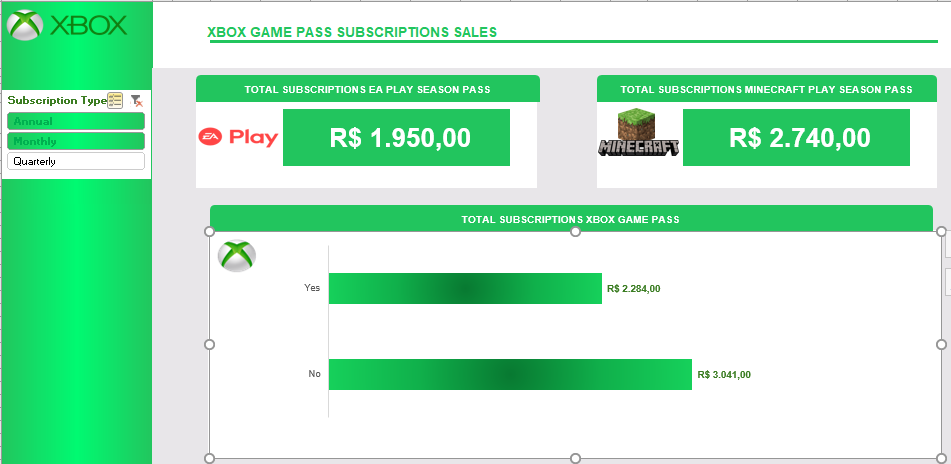 XBOX
XBOX GAME PASS SUBSCRIPTIONS SALES
Subscription Type
Annual
Monthly
Quarterly
TOTAL SUBSCRIPTIONS EA PLAY SEASON PASS
EA Play
R$ 1.950,00
TOTAL SUBSCRIPTIONS MINECRAFT PLAY SEASON PASS
MINECRAFT
R$ 2.740,00
TOTAL SUBSCRIPTIONS XBOX GAME PASS
Yes
R$ 2.284,00
No
R$ 3.041,00